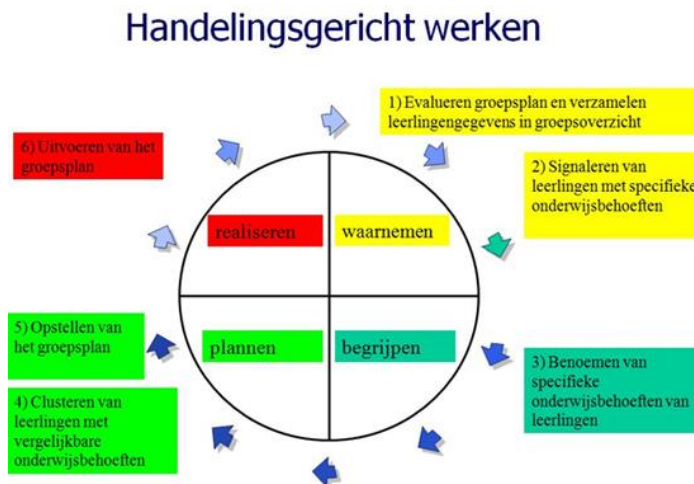 Handelingsgericht werken
1) Evalueren groepsplan en verzamelen
leerlingengegevens in groepsoverzicht
2) Signaleren van
leerlingen met specifieke
onderwijsbehoeften
3) Benoemen van
specifieke
onderwijsbehoeften van
leerlingen
4) Clusteren van
leerlingen met
vergelijkbare
onderwijsbehoeften
5) Opstellen van
het groepsplan
6) Uitvoeren van het
groepsplan
realiseren
waarnemen
plannen
begrijpen